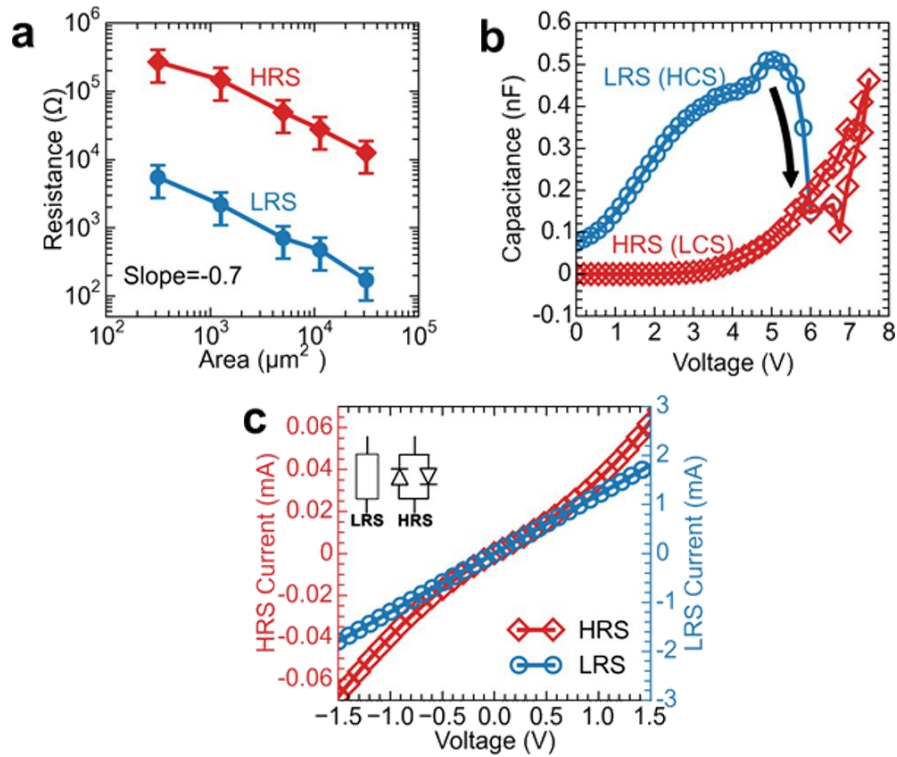 a
10⁶
10⁵
10⁴
10³
10²
Resistance (Ω)
HRS
LRS
Slope=-0.7
10² 10³ 10⁴ 10⁵
Area (μm²)
b
0.6
0.5
0.4
0.3
0.2
0.1
0
-0.1
Capacitance (nF)
LRS (HCS)
HRS (LCS)
0 1 2 3 4 5 6 7 8
Voltage (V)
c
0.06
0.04
0.02
0
-0.02
-0.04
-0.06
HRS Current (mA)
LRS HRS
HRS
LRS
3
2
1
0
-1
-2
-3
LRS Current (mA)
−1.5 −1.0 −0.5 0.0 0.5 1.0 1.5
Voltage (V)